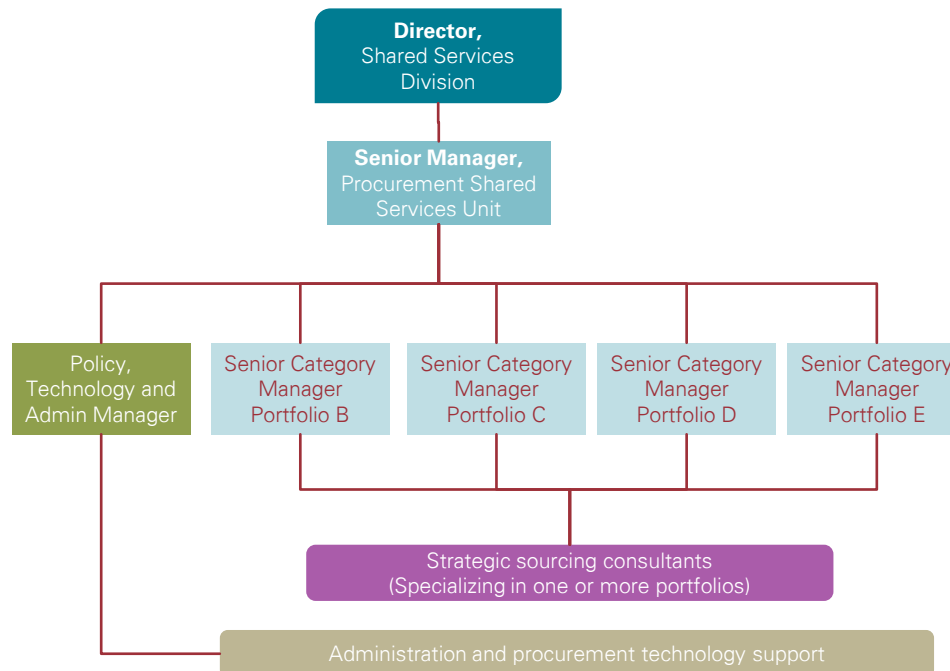 Director,
Shared Services
Division
Senior Manager,
Procurement Shared
Services Unit
Policy,
Technology and
Admin Manager
Senior Category
Manager
Portfolio B
Senior Category
Manager
Portfolio C
Senior Category
Manager
Portfolio D
Senior Category
Manager
Portfolio E
Strategic sourcing consultants
(Specializing in one or more portfolios)
Administration and procurement technology support